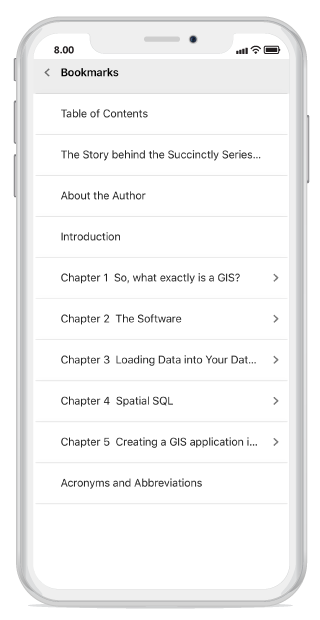 8.00
Bookmarks
Table of Contents
The Story behind the Succinctly Series...
About the Author
Introduction
Chapter 1 So, what exactly is a GIS?
Chapter 2 The Software
Chapter 3 Loading Data into Your Dat...
Chapter 4 Spatial SQL
Chapter 5 Creating a GIS application i...
Acronyms and Abbreviations